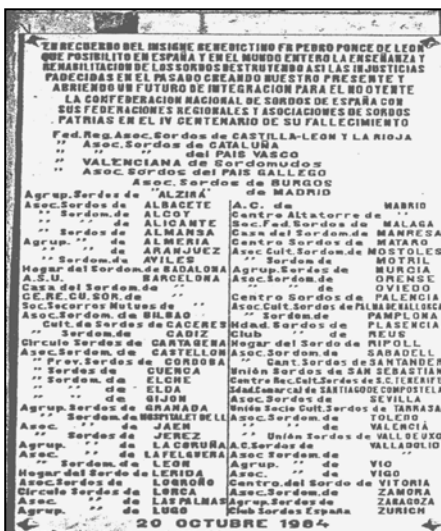 EN RECUERDO DEL INSIGNE BENEDICTINO FR PEDRO PONCE DE LEON
QUE POSIBILITO EN ESPAÑA Y EN EL MUNDO ENTERO LA ENSEÑANZA Y
REHABILITACION DE LOS SORDOS DESTRUYENDO ASI LAS INJUSTICIAS
PADECIDAS EN EL PASADO CREANDO NUESTRO PRESENTE Y
ABRIENDO UN FUTURO DE INTEGRACION PARA EL NO OYENTE
LA CONFEDERACION NACIONAL DE SORDOS DE ESPAÑA CON
SUS FEDERACIONES REGIONALES Y ASOCIACIONES DE SORDOS
PATRIAS EN EL IV CENTENARIO DE SU FALLECIMIENTO
Fed.Reg.Asoc.Sordos de CASTILLA-LEON Y LA RIOJA
" Asoc.Sordos de CATALUÑA
" " " del PAIS VASCO
" VALENCIANA de Sordomudos
" Asoc.Sordos del PAIS GALLEGO
Asoc.Sordos de BURGOS
Agrup.Sordos de "ALZIRA" de MADRID
Asoc.Sordos de ALBACETE
" Sordom.de ALCOY
" " de ALICANTE
" Sordos de ALMANSA
Agrup. " de ALMERIA
" " de ARANJUEZ
" Sordom.de AVILES
Hogar del Sordom.de BADALONA
A.S.U. BARCELONA
Casa del Sordom.de "
CE.RE.CU.SOR.de "
Soc.Socorros Mutuos de "
Asoc.Sordom.de BILBAO
" Cult.de Sordos de CACERES
" Sordom.de CADIZ
Circulo Sordos de CARTAGENA
Asoc.Sordom.de CASTELLON
" Prov.Sordos de CORDOBA
" Sordos de CUENCA
" Sordom.de ELCHE
" " de ELDA
" " de GIJON
Agrup.Sordos de GRANADA
" Sordom.de HOSPITALET DE LL.
Asoc. " de JAEN
" Sordos de JEREZ
Agrup. " de LA CORUÑA
Asoc. " de LA FELGUERA
" Sordom.de LEON
Hogar del Sordo de LERIDA
Asoc.Sordos de LOGROÑO
Circulo Sordos de LORCA
Asoc. " de LAS PALMAS
Agrup. " de LUGO
A.C. de MADRID
Centro Altatorre de "
Soc.Fed.Sordos de MALAGA
Casa del Sordom.de MANRESA
Centro Sordos de MATARO
Asoc Cult.Sordom.de MOSTOLES
" Sordom.de MOTRIL
Agrup.Sordos de MURCIA
Asoc.Sordom.de ORENSE
" " de OVIEDO
Centro Sordos de PALENCIA
Asoc.Cult.Sordos de PALMA DE MALLORCA
" Sordom.de PAMPLONA
Hdad.Sordos de PLASENCIA
Club " de REUS
Hogar del Sordo de RIPOLL
Asoc.Sordom.de SABADELL
" Cant.Sordos de SANTANDER
Unión Sordos de SAN SEBASTIAN
Centro Rec.Cult.Sordos de S.C.TENERIFE
Sdad.Comarcal de SANTIAGO DE COMPOSTELA
Asoc.Sordos de SEVILLA
Unión Socio Cult.Sordos de TARRASA
Asoc.Sordom.de TOLEDO
" " de VALENCIA
" Unión Sordos de VALL DE UXO
A.C.Sordos de VALLADOLID
Asoc Sordom.de "
Agrup. " de VIC
Asoc. " de VIGO
Centro.del Sordo de VITORIA
Asoc.Sordom.de ZAMORA
Agrup.Sordos de ZARAGOZA
Club Sordos España ZURICH
20 OCTUBRE 1984